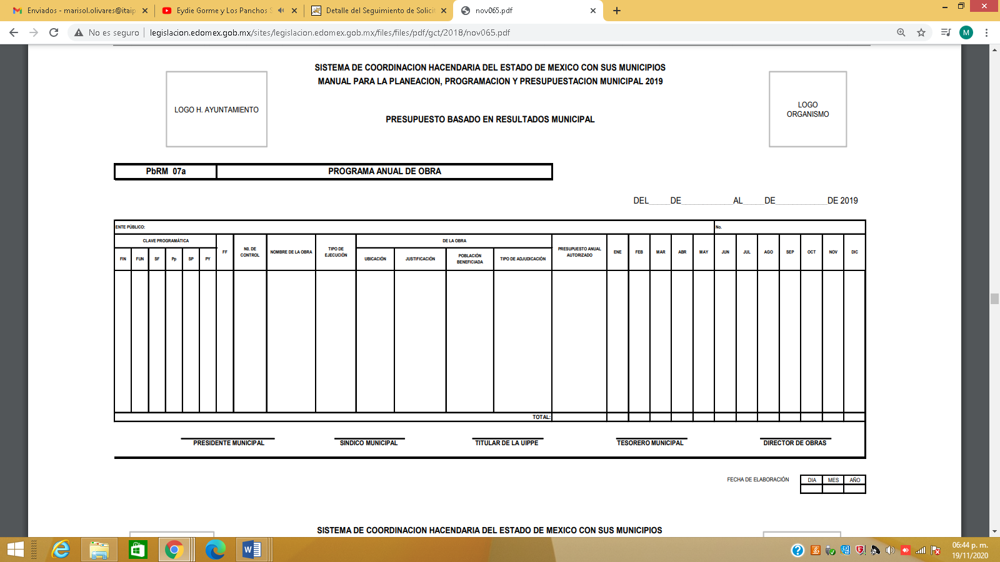 Enviados - marisol.olivares@itaip
Eydie Gorme y Los Panchos S
Detalle del Seguimiento de Solicit
nov065.pdf
No es seguro
legislacion.edomex.gob.mx/sites/legislacion.edomex.gob.mx/files/files/pdf/gct/2018/nov065.pdf
M
SISTEMA DE COORDINACION HACENDARIA DEL ESTADO DE MEXICO CON SUS MUNICIPIOS
MANUAL PARA LA PLANEACION, PROGRAMACION Y PRESUPUESTACION MUNICIPAL 2019
LOGO H. AYUNTAMIENTO
LOGO
ORGANISMO
PRESUPUESTO BASADO EN RESULTADOS MUNICIPAL
PbRM 07a
PROGRAMA ANUAL DE OBRA
DEL_____DE____________AL_____DE____________DE 2019
ENTE PÚBLICO:
No.
CLAVE PROGRAMÁTICA
FIN
FUN
SF
Pp
SP
PY
FF
N0. DE
CONTROL
NOMBRE DE LA OBRA
TIPO DE
EJECUCIÓN
DE LA OBRA
UBICACIÓN
JUSTIFICACIÓN
POBLACIÓN
BENEFICIADA
TIPO DE ADJUDICACIÓN
PRESUPUESTO ANUAL
AUTORIZADO
ENE
FEB
MAR
ABR
MAY
JUN
JUL
AGO
SEP
OCT
NOV
DIC
TOTAL:
PRESIDENTE MUNICIPAL
SINDICO MUNICIPAL
TITULAR DE LA UIPPE
TESORERO MUNICIPAL
DIRECTOR DE OBRAS
FECHA DE ELABORACIÓN
DIA
MES
AÑO
SISTEMA DE COORDINACION HACENDARIA DEL ESTADO DE MEXICO CON SUS MUNICIPIOS
06:44 p. m.
19/11/2020